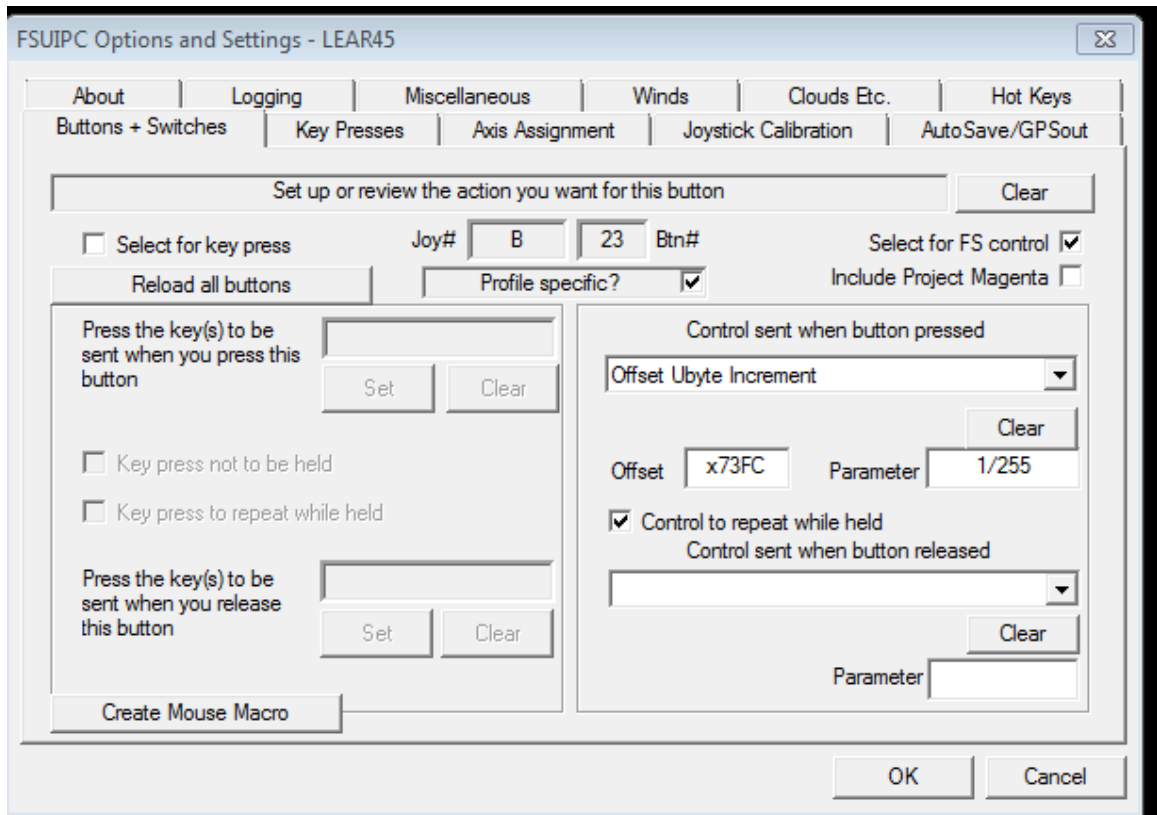 FSUIPC Options and Settings - LEAR45
About Logging Miscellaneous Winds Clouds Etc. Hot Keys
Buttons + Switches Key Presses Axis Assignment Joystick Calibration AutoSave/GPSout
Set up or review the action you want for this button Clear
Select for key press Joy# B 23 Btn# Select for FS control
Reload all buttons Profile specific? Include Project Magenta
Press the key(s) to be
sent when you press this
button
Set Clear
Key press not to be held
Key press to repeat while held
Press the key(s) to be
sent when you release
this button
Set Clear
Create Mouse Macro
Control sent when button pressed
Offset Ubyte Increment
Clear
Offset x73FC Parameter 1/255
Control to repeat while held
Control sent when button released
Clear
Parameter
OK Cancel